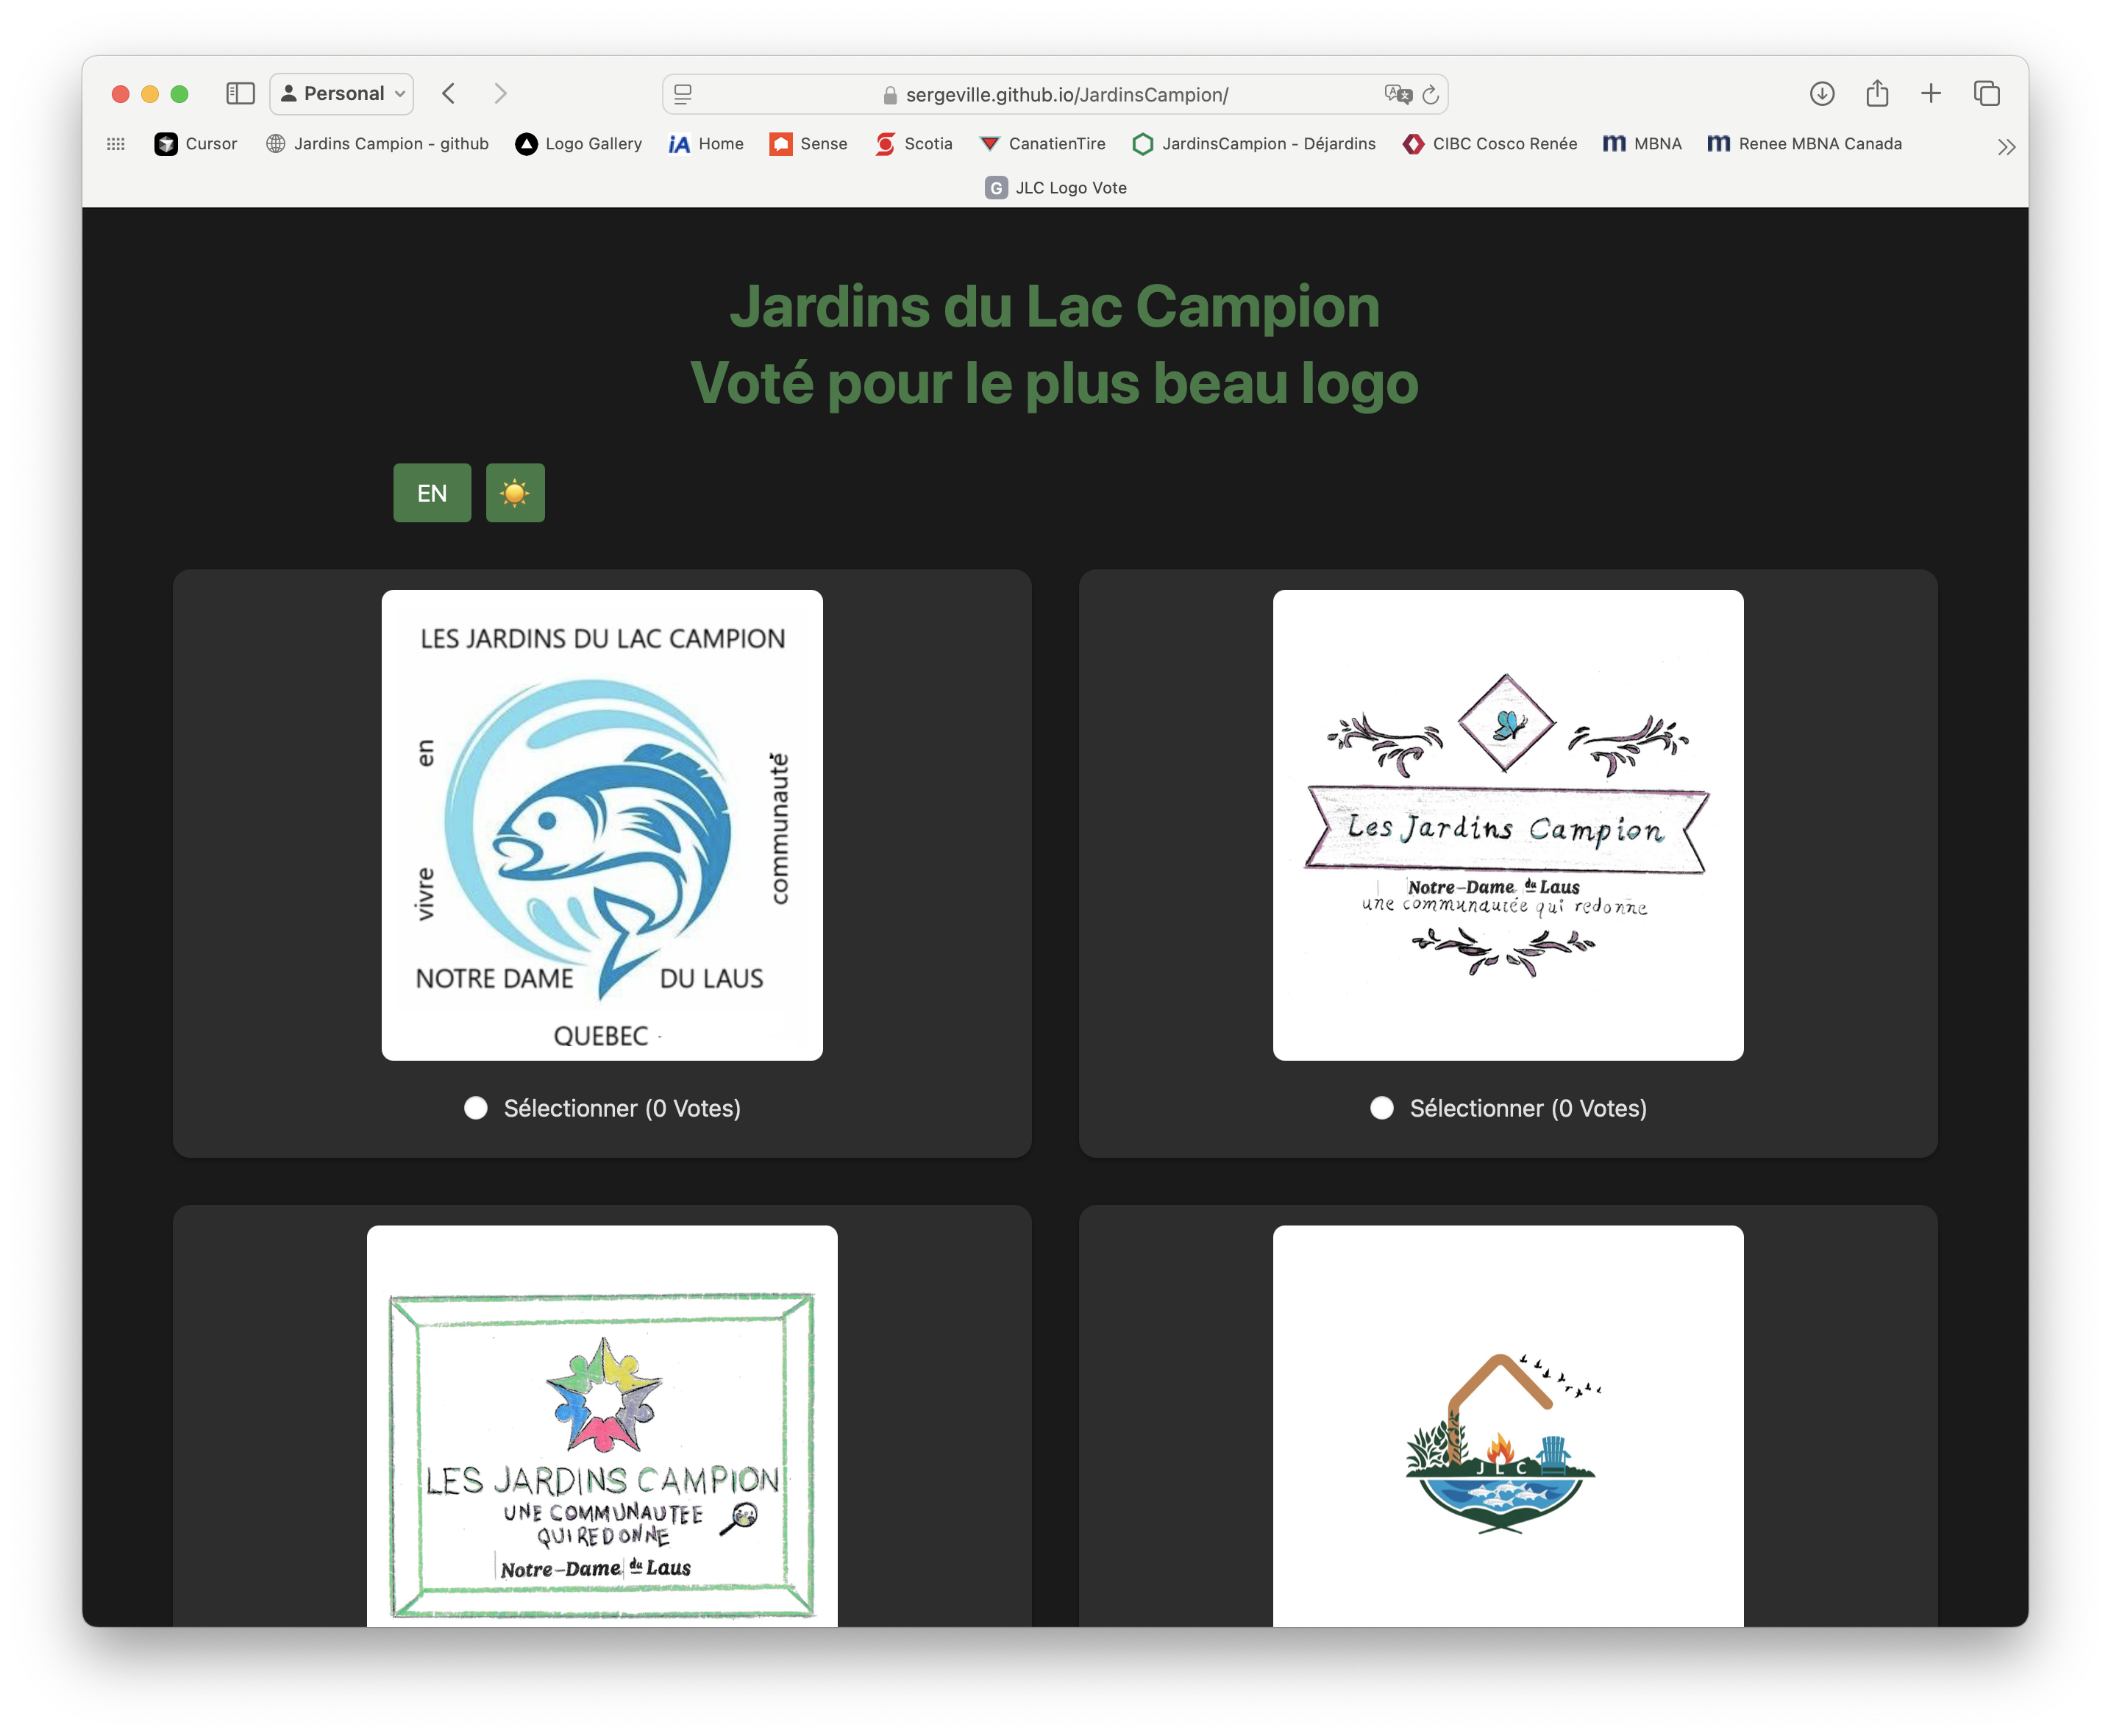 Personal
sergeville.github.io/JardinsCampion/
Cursor
Jardins Campion - github
Logo Gallery
iA Home
Sense
Scotia
CanatienTire
JardinsCampion - Déjardins
CIBC Cosco Renée
m MBNA
m Renee MBNA Canada
G JLC Logo Vote
Jardins du Lac Campion
Voté pour le plus beau logo
EN
LES JARDINS DU LAC CAMPION
vivre en
communauté
NOTRE DAME DU LAUS
QUEBEC
Sélectionner (0 Votes)
Les Jardins Campion
Notre-Dame du Laus
une communautée qui redonne
Sélectionner (0 Votes)
LES JARDINS CAMPION
UNE COMMUNAUTEE
QUI REDONNE
Notre-Dame du Laus
JLC